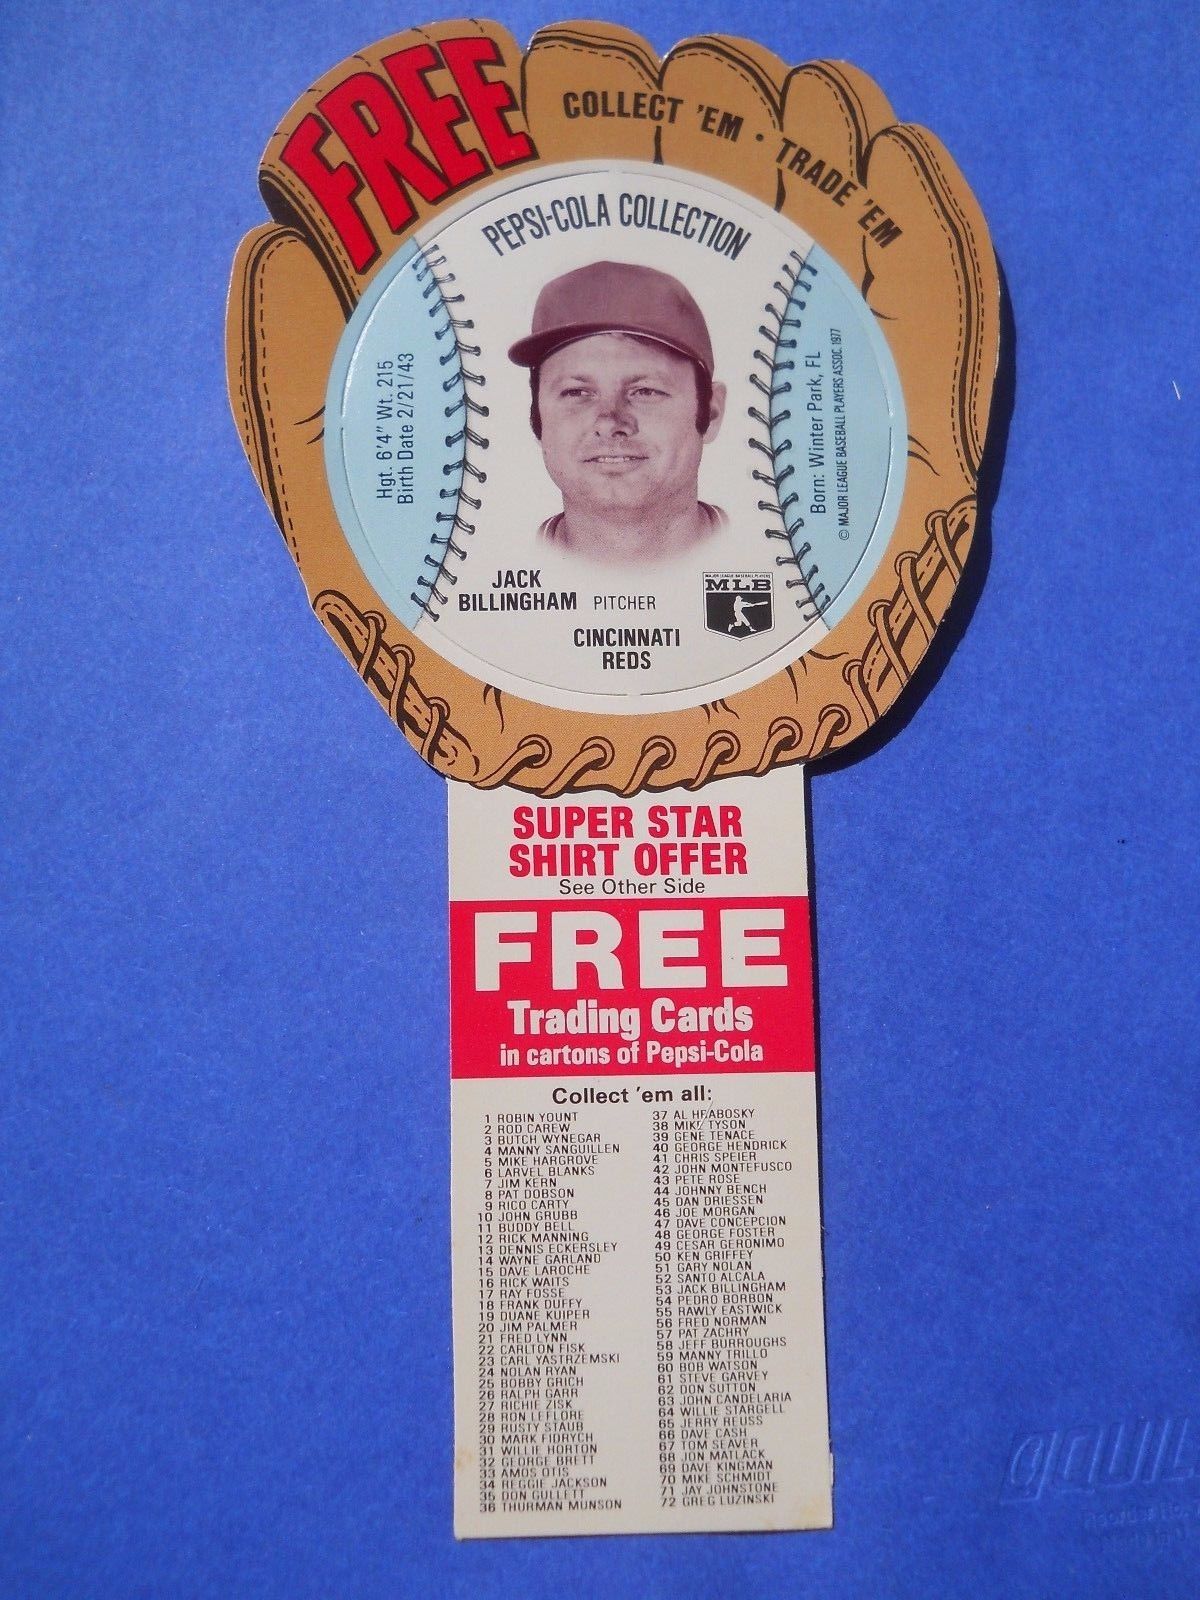 FREE
COLLECT 'EM · TRADE 'EM
PEPSI-COLA COLLECTION
Hgt. 6'4" Wt. 215
Birth Date 2/21/43
Born: Winter Park, FL
© MAJOR LEAGUE BASEBALL PLAYERS ASSOC. 1977
JACK
BILLINGHAM PITCHER
MAJOR LEAGUE BASEBALL PLAYERS
MLB
CINCINNATI
REDS
SUPER STAR
SHIRT OFFER
See Other Side
FREE
Trading Cards
in cartons of Pepsi-Cola
Collect 'em all:
1 ROBIN YOUNT
2 ROD CAREW
3 BUTCH WYNEGAR
4 MANNY SANGUILLEN
5 MIKE HARGROVE
6 LARVEL BLANKS
7 JIM KERN
8 PAT DOBSON
9 RICO CARTY
10 JOHN GRUBB
11 BUDDY BELL
12 RICK MANNING
13 DENNIS ECKERSLEY
14 WAYNE GARLAND
15 DAVE LAROCHE
16 RICK WAITS
17 RAY FOSSE
18 FRANK DUFFY
19 DUANE KUIPER
20 JIM PALMER
21 FRED LYNN
22 CARLTON FISK
23 CARL YASTRZEMSKI
24 NOLAN RYAN
25 BOBBY GRICH
26 RALPH GARR
27 RICHIE ZISK
28 RON LEFLORE
29 RUSTY STAUB
30 MARK FIDRYCH
31 WILLIE HORTON
32 GEORGE BRETT
33 AMOS OTIS
34 REGGIE JACKSON
35 DON GULLETT
36 THURMAN MUNSON
37 AL HRABOSKY
38 MIKE TYSON
39 GENE TENACE
40 GEORGE HENDRICK
41 CHRIS SPEIER
42 JOHN MONTEFUSCO
43 PETE ROSE
44 JOHNNY BENCH
45 DAN DRIESSEN
46 JOE MORGAN
47 DAVE CONCEPCION
48 GEORGE FOSTER
49 CESAR GERONIMO
50 KEN GRIFFEY
51 GARY NOLAN
52 SANTO ALCALA
53 JACK BILLINGHAM
54 PEDRO BORBON
55 RAWLY EASTWICK
56 FRED NORMAN
57 PAT ZACHRY
58 JEFF BURROUGHS
59 MANNY TRILLO
60 BOB WATSON
61 STEVE GARVEY
62 DON SUTTON
63 JOHN CANDELARIA
64 WILLIE STARGELL
65 JERRY REUSS
66 DAVE CASH
67 TOM SEAVER
68 JON MATLACK
69 DAVE KINGMAN
70 MIKE SCHMIDT
71 JAY JOHNSTONE
72 GREG LUZINSKI